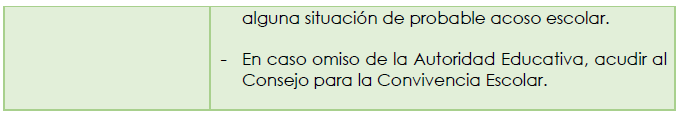 alguna situación de probable acoso escolar.
- En caso omiso de la Autoridad Educativa, acudir al
Consejo para la Convivencia Escolar.